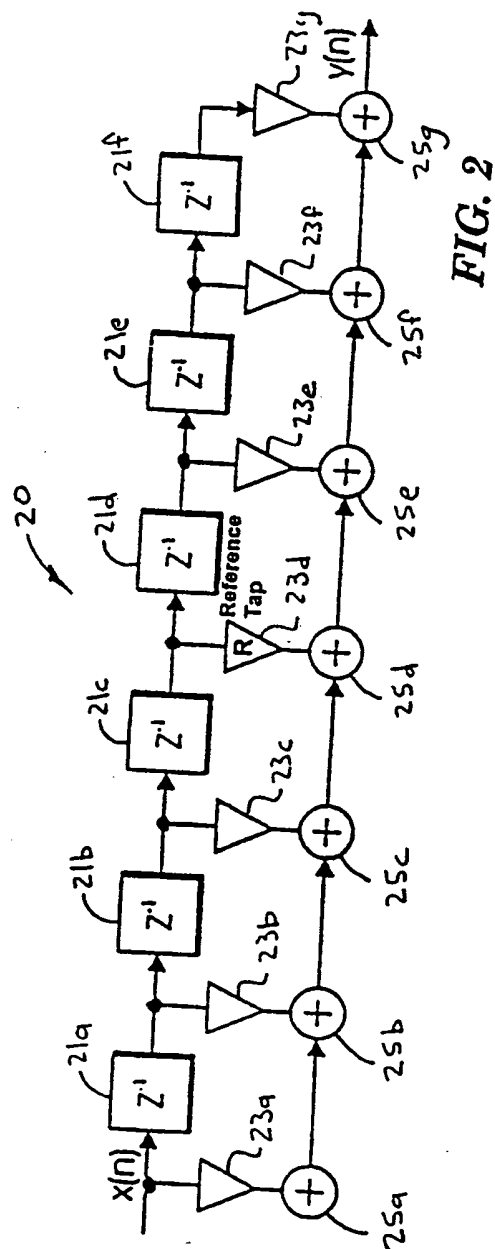 20
X(n)
21a
21b
21c
21d
21e
21f
Z-1
Z-1
Z-1
Z-1
Z-1
Z-1
23a
23b
23c
R
Reference
Tap
23d
23e
23f
23g
+
+
+
+
+
+
+
y(n)
25a
25b
25c
25d
25e
25f
25g
FIG. 2